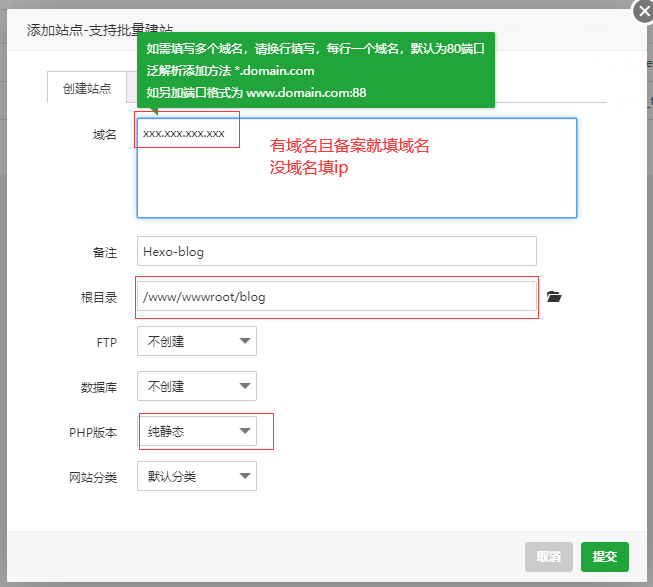 添加站点-支持批量建站
如需填写多个域名，请换行填写，每行一个域名，默认为80端口
泛解析添加方法 *.domain.com
如另加端口格式为 www.domain.com:88
创建站点
域名
xxx.xxx.xxx.xxx
有域名且备案就填域名
没域名填ip
备注
Hexo-blog
根目录
/www/wwwroot/blog
FTP
不创建
数据库
不创建
PHP版本
纯静态
网站分类
默认分类
取消
提交